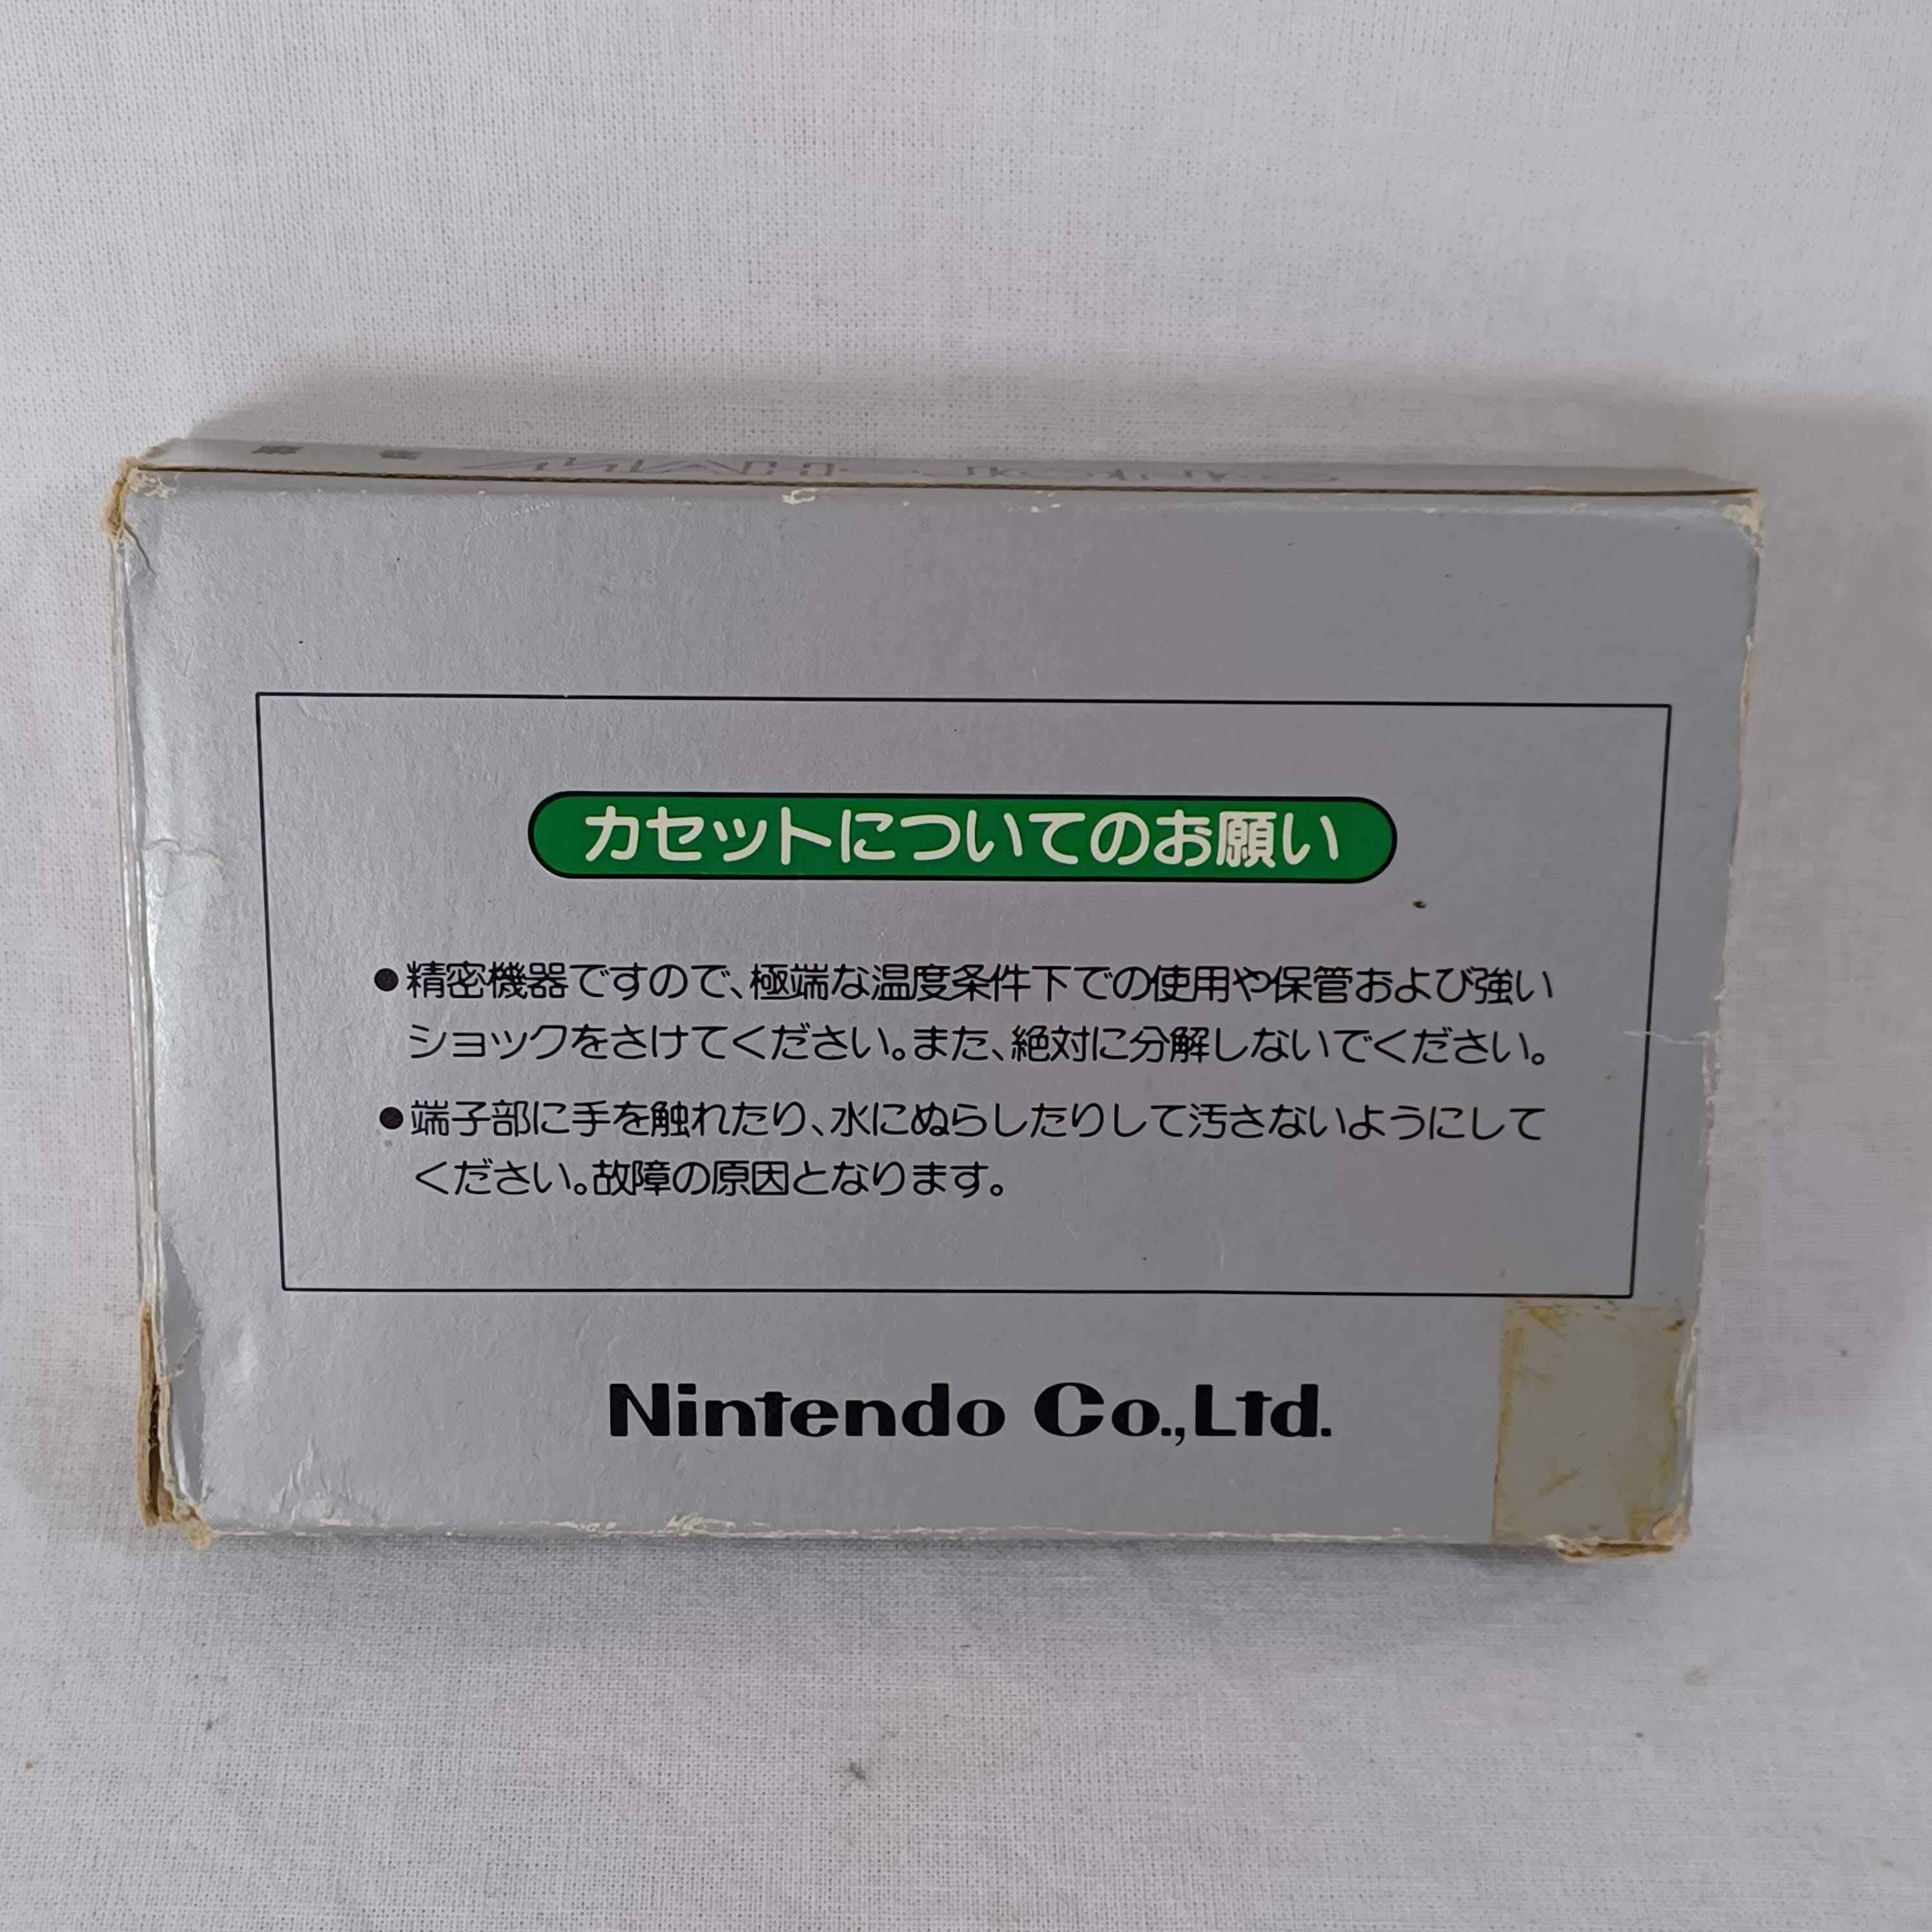 カセットについてのお願い
●精密機器ですので、極端な温度条件下での使用や保管および強い
ショックをさけてください。また、絶対に分解しないでください。
●端子部に手を触れたり、水にぬらしたりして汚さないようにして
ください。故障の原因となります。
Nintendo Co.,Ltd.